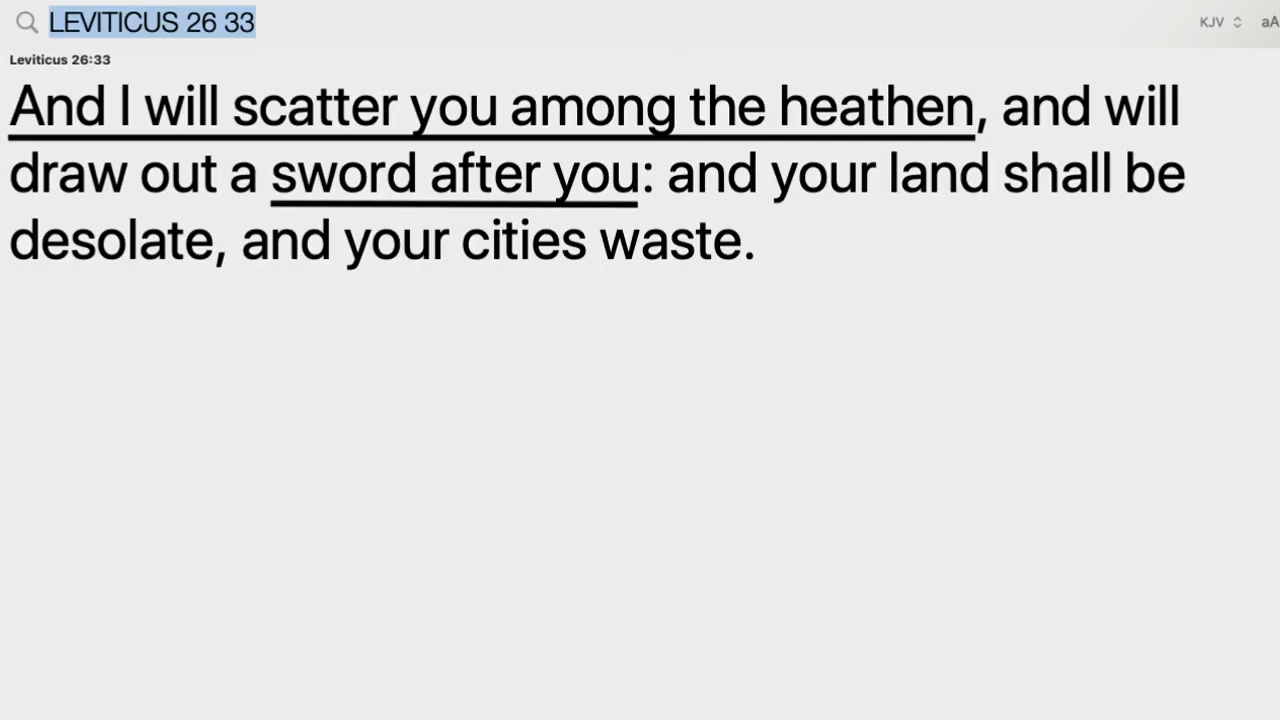 LEVITICUS 26 33
KJV
aA
Leviticus 26:33
And I will scatter you among the heathen, and will
draw out a sword after you: and your land shall be
desolate, and your cities waste.